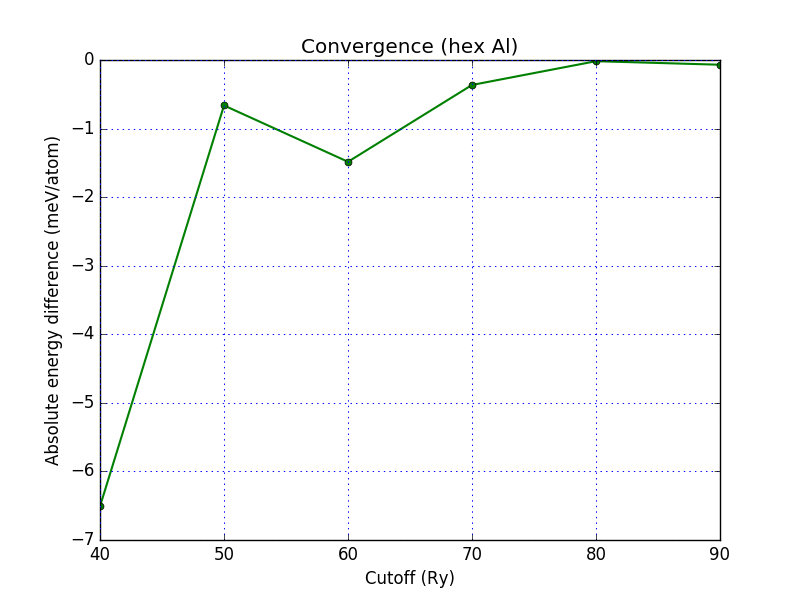 Convergence (hex Al)
Absolute energy difference (meV/atom)
0
−1
−2
−3
−4
−5
−6
−7
40 50 60 70 80 90
Cutoff (Ry)